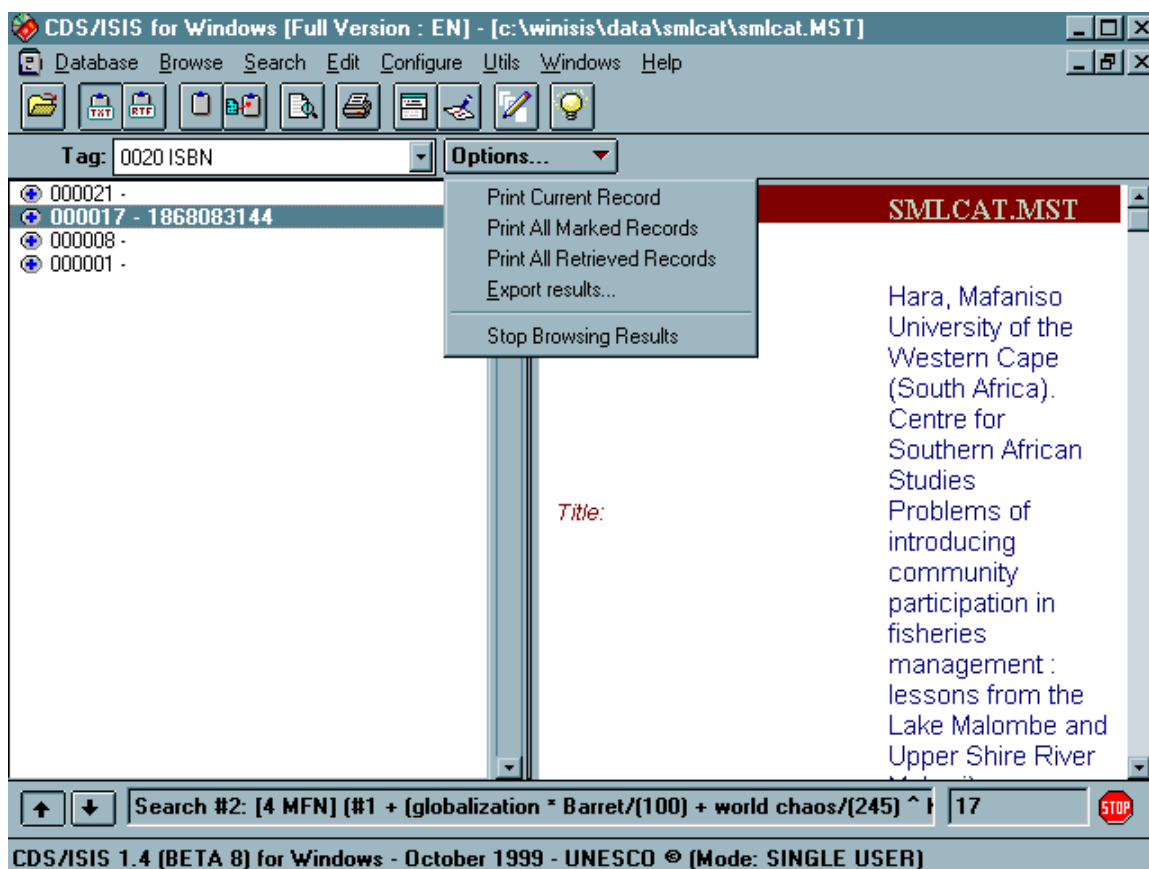 CDS/ISIS for Windows [Full Version : EN] - [c:\winisis\data\smlcat\smlcat.MST]
Database Browse Search Edit Configure Utils Windows Help
TXT RTF
Tag: 0020 ISBN Options...
000021 -
000017 - 1868083144
000008 -
000001 -
Print Current Record
Print All Marked Records
Print All Retrieved Records
Export results...
Stop Browsing Results
SMLCAT.MST
Hara, Mafaniso
University of the
Western Cape
(South Africa).
Centre for
Southern African
Studies
Title: Problems of
introducing
community
participation in
fisheries
management :
lessons from the
Lake Malombe and
Upper Shire River
Search #2: [4 MFN] (#1 + (globalization * Barret/(100) + world chaos/(245) ^ 17 STOP
CDS/ISIS 1.4 (BETA 8) for Windows - October 1999 - UNESCO © (Mode: SINGLE USER)